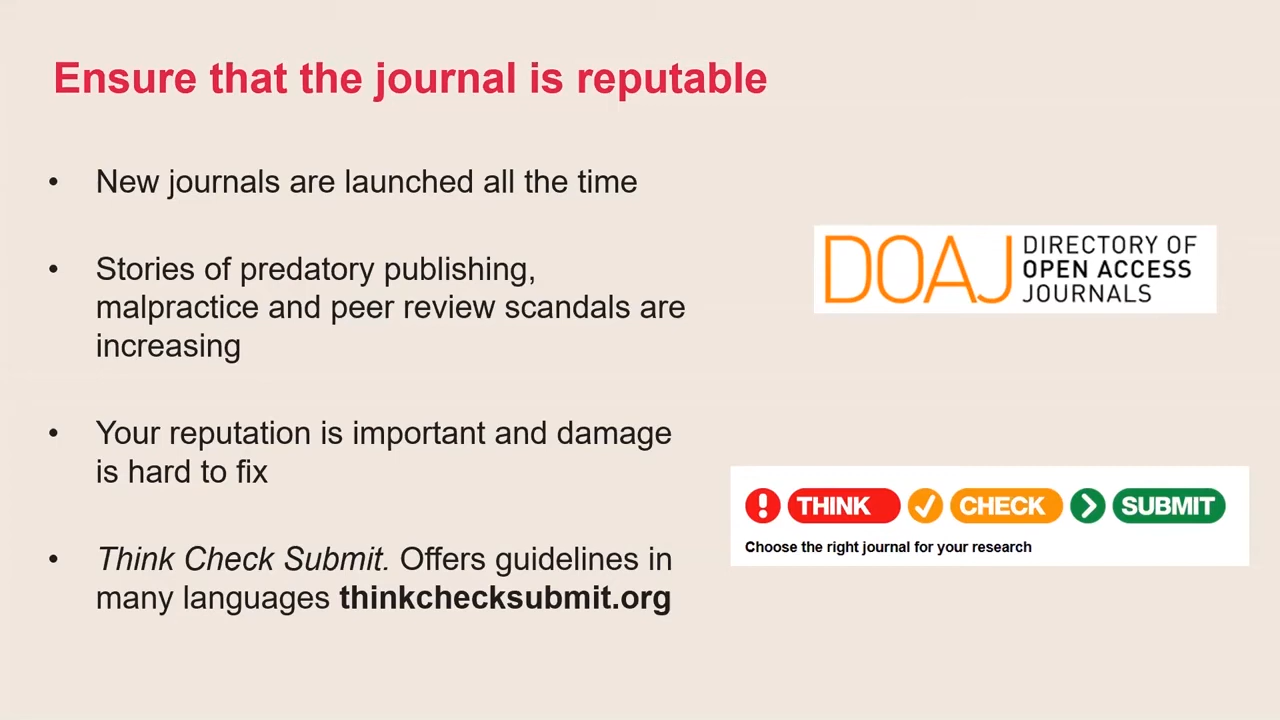 Ensure that the journal is reputable
• New journals are launched all the time
• Stories of predatory publishing,
malpractice and peer review scandals are
increasing
• Your reputation is important and damage
is hard to fix
• Think Check Submit. Offers guidelines in
many languages thinkchecksubmit.org
DOAJ
DIRECTORY OF
OPEN ACCESS
JOURNALS
! THINK ✓ CHECK > SUBMIT
Choose the right journal for your research